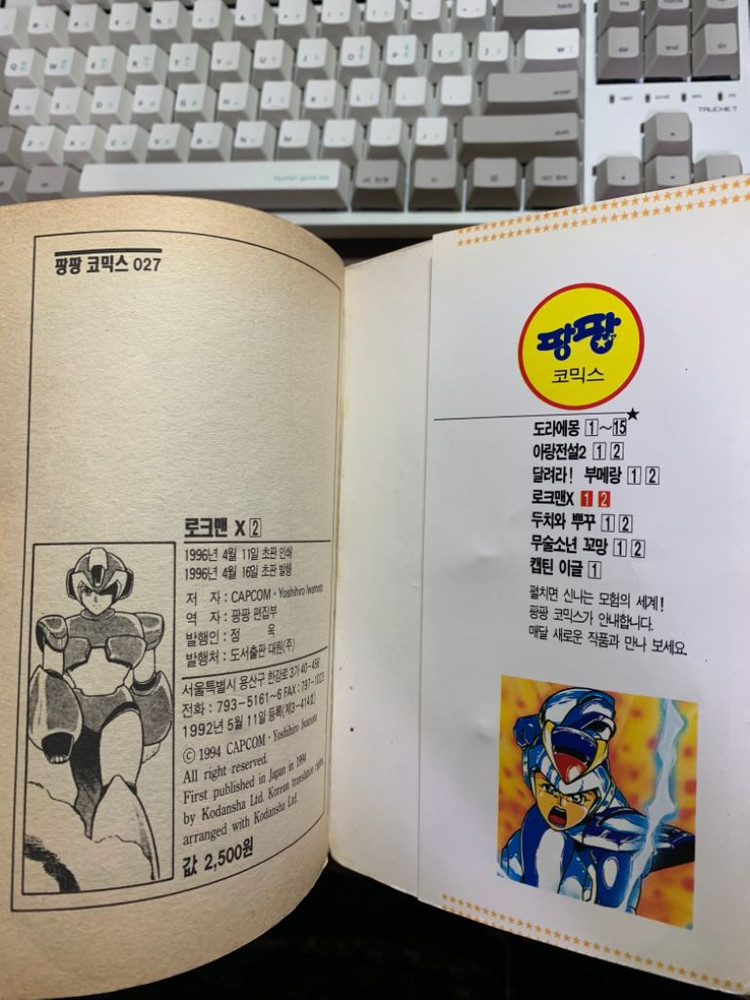 팡팡 코믹스 027
로크맨 X 2
1996년 4월 11일 초판 인쇄
1996년 4월 16일 초판 발행
저 자 : CAPCOM · Yoshihiro Iwamoto
역 자 : 팡팡 편집부
발행인 : 정 욱
발행처 : 도서출판 대원(주)
서울특별시 용산구 한강로 3가 40-456
전화 : 793-5161~6 FAX : 797-1023
1992년 5월 11일 등록(제3-414호)
© 1994 CAPCOM · Yoshihiro Iwamoto
All right reserved.
First published in Japan in 1994
by Kodansha Ltd. Korean translation rights
arranged with Kodansha Ltd.
값 2,500원
팡팡
코믹스
도라에몽 1~15
아랑전설2 1 2
달려라! 부메랑 1 2
로크맨X 1 2
두치와 뿌꾸 1 2
무술소년 꼬망 1 2
캡틴 이글 1
펼치면 신나는 모험의 세계!
팡팡 코믹스가 안내합니다.
매달 새로운 작품과 만나 보세요.